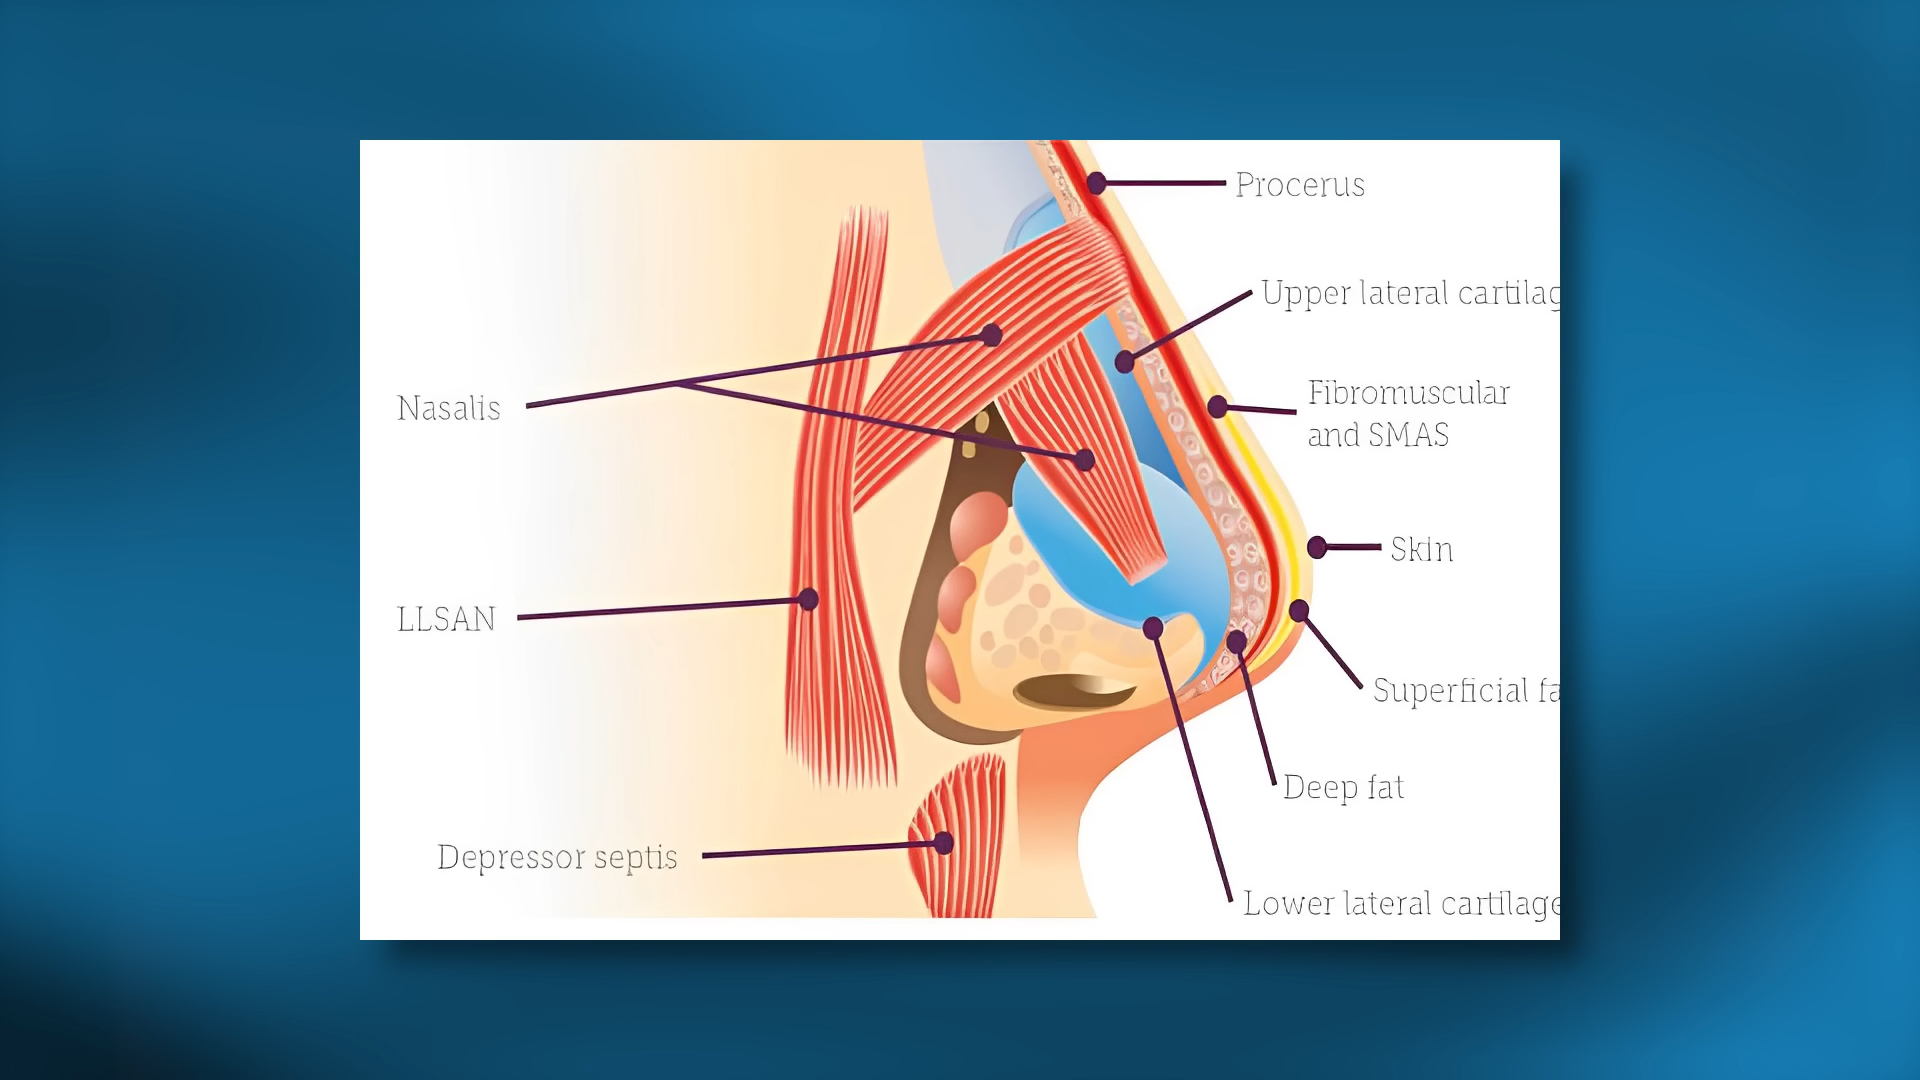 Procerus
Upper lateral cartilag
Fibromuscular
and SMAS
Nasalis
Skin
LLSAN
Superficial fa
Deep fat
Depressor septis
Lower lateral cartilage